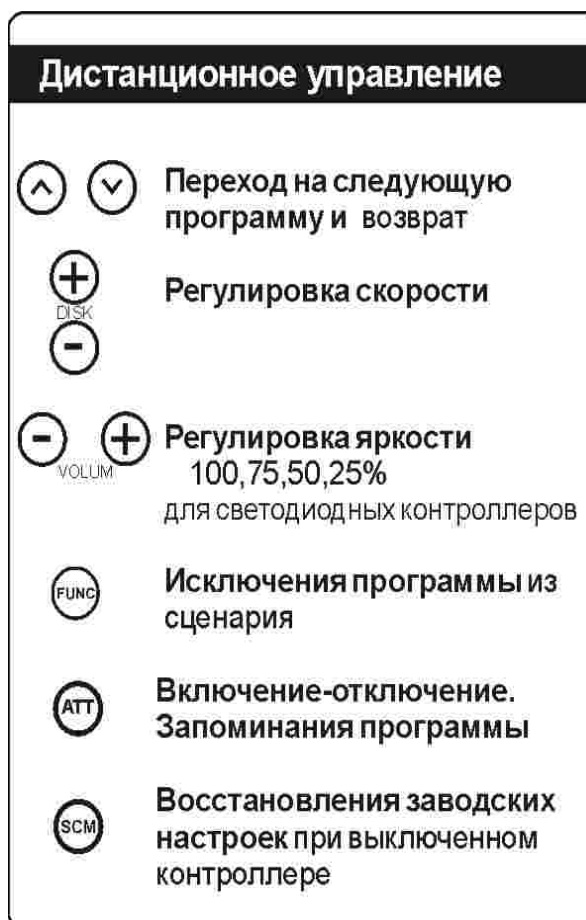 Дистанционное управление
Переход на следующую
программу и возврат
DISK
Регулировка скорости
VOLUM
Регулировка яркости
100,75,50,25%
для светодиодных контроллеров
FUNC
Исключения программы из
сценария
ATT
Включение-отключение.
Запоминания программы
SCM
Восстановления заводских
настроек при выключенном
контроллере